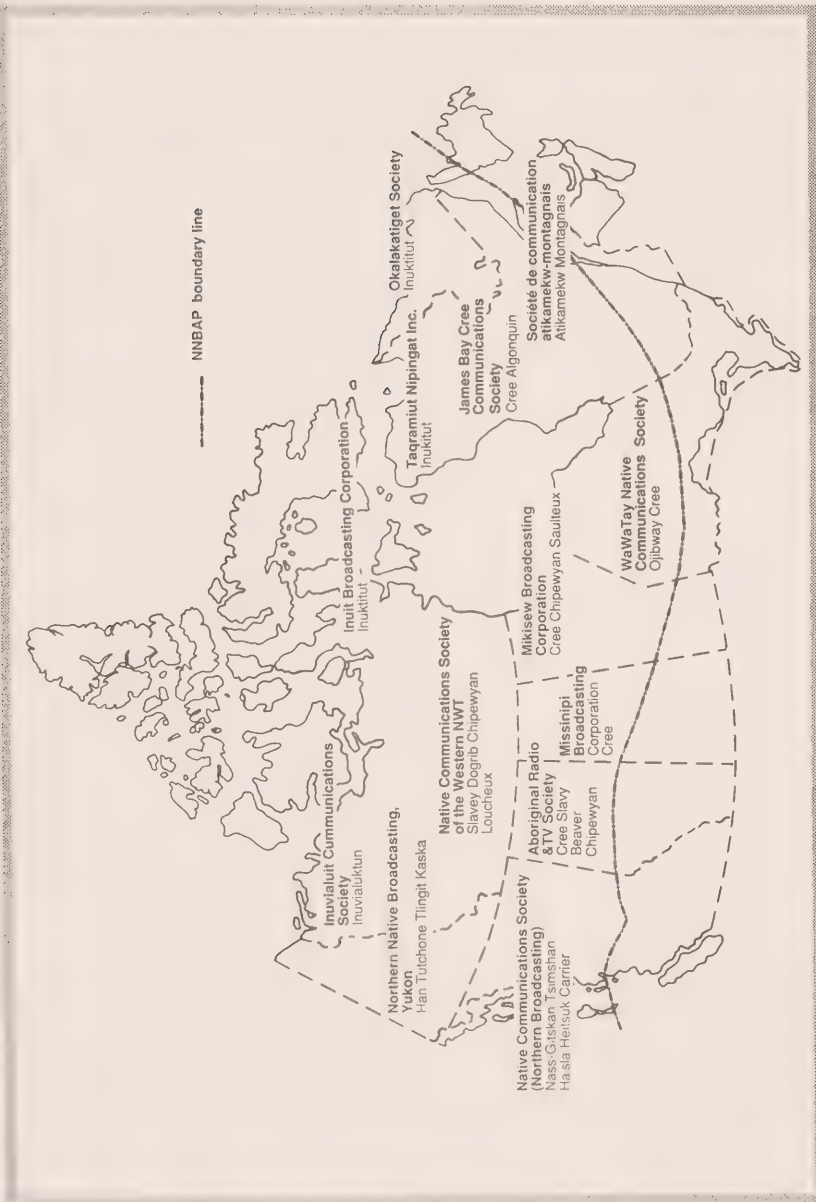 NNBAP boundary line
Inuvialuit Cummunications
Society
Inuvialuktun
Northern Native Broadcasting,
Yukon
Han Tutchone Tlingit Kaska
Native Communications Society
(Northern Broadcasting)
Nass-Gitskan Tsimshan
Haisla Heitsuk Carrier
Native Communications Society
of the Western NWT
Slavey Dogrib Chipewyan
Loucheux
Aboriginal Radio
&TV Society
Cree Slavy
Beaver
Chipewyan
Missinipi
Broadcasting
Corporation
Cree
Inuit Broadcasting Corporation
Inuktitut
Mikisew Broadcasting
Corporation
Cree Chipewyan Saulteux
WaWaTay Native
Communications Society
Ojibway Cree
Taqramiut Nipingat Inc.
Inukitut
James Bay Cree
Communications
Society
Cree Algonquin
Okalakatiget Society
Inuktitut
Société de communication
atikamekw-montagnais
Atikamekw Montagnais